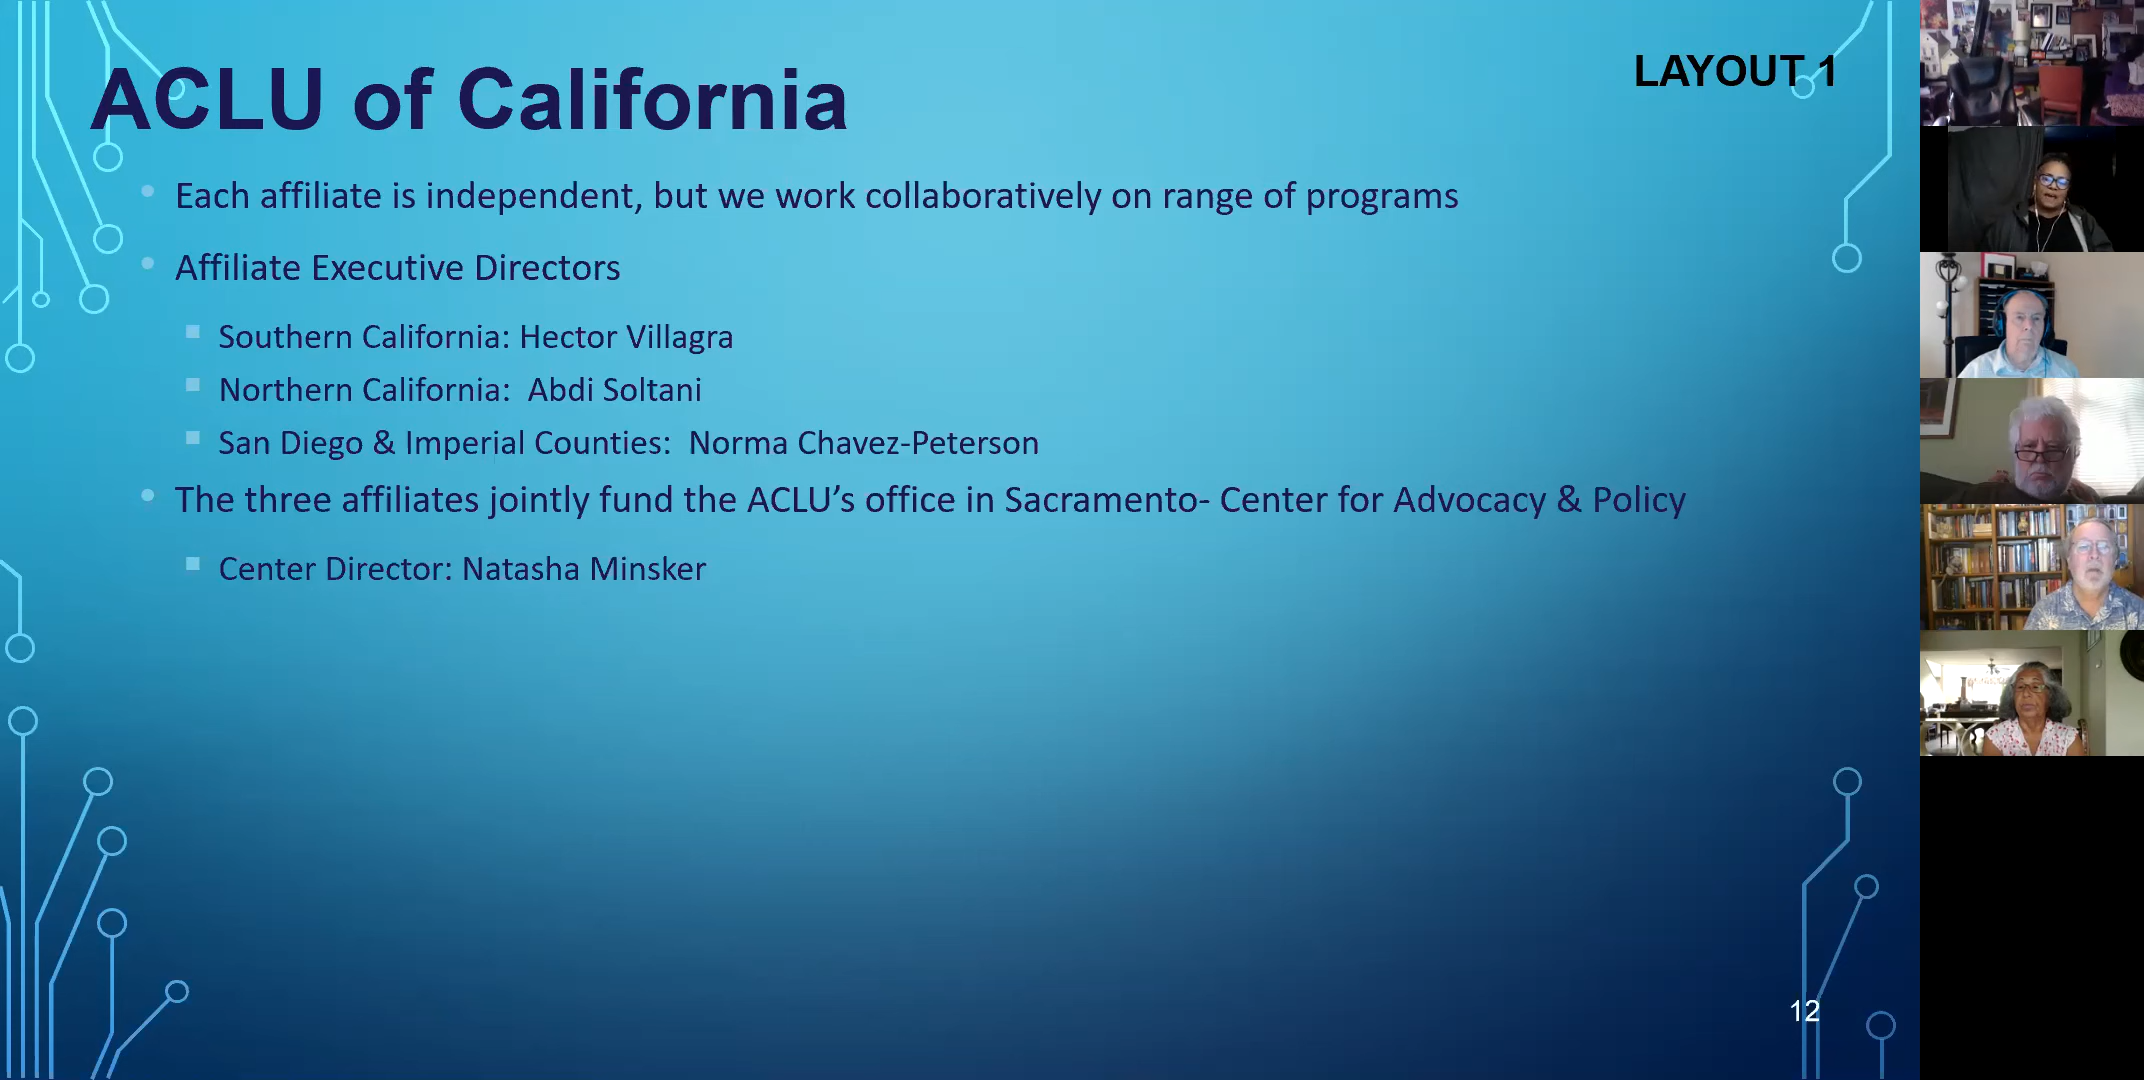 ACLU of California
LAYOUT 1
Each affiliate is independent, but we work collaboratively on range of programs
Affiliate Executive Directors
Southern California: Hector Villagra
Northern California:  Abdi Soltani
San Diego & Imperial Counties:  Norma Chavez-Peterson
The three affiliates jointly fund the ACLU’s office in Sacramento- Center for Advocacy & Policy
Center Director: Natasha Minsker
12